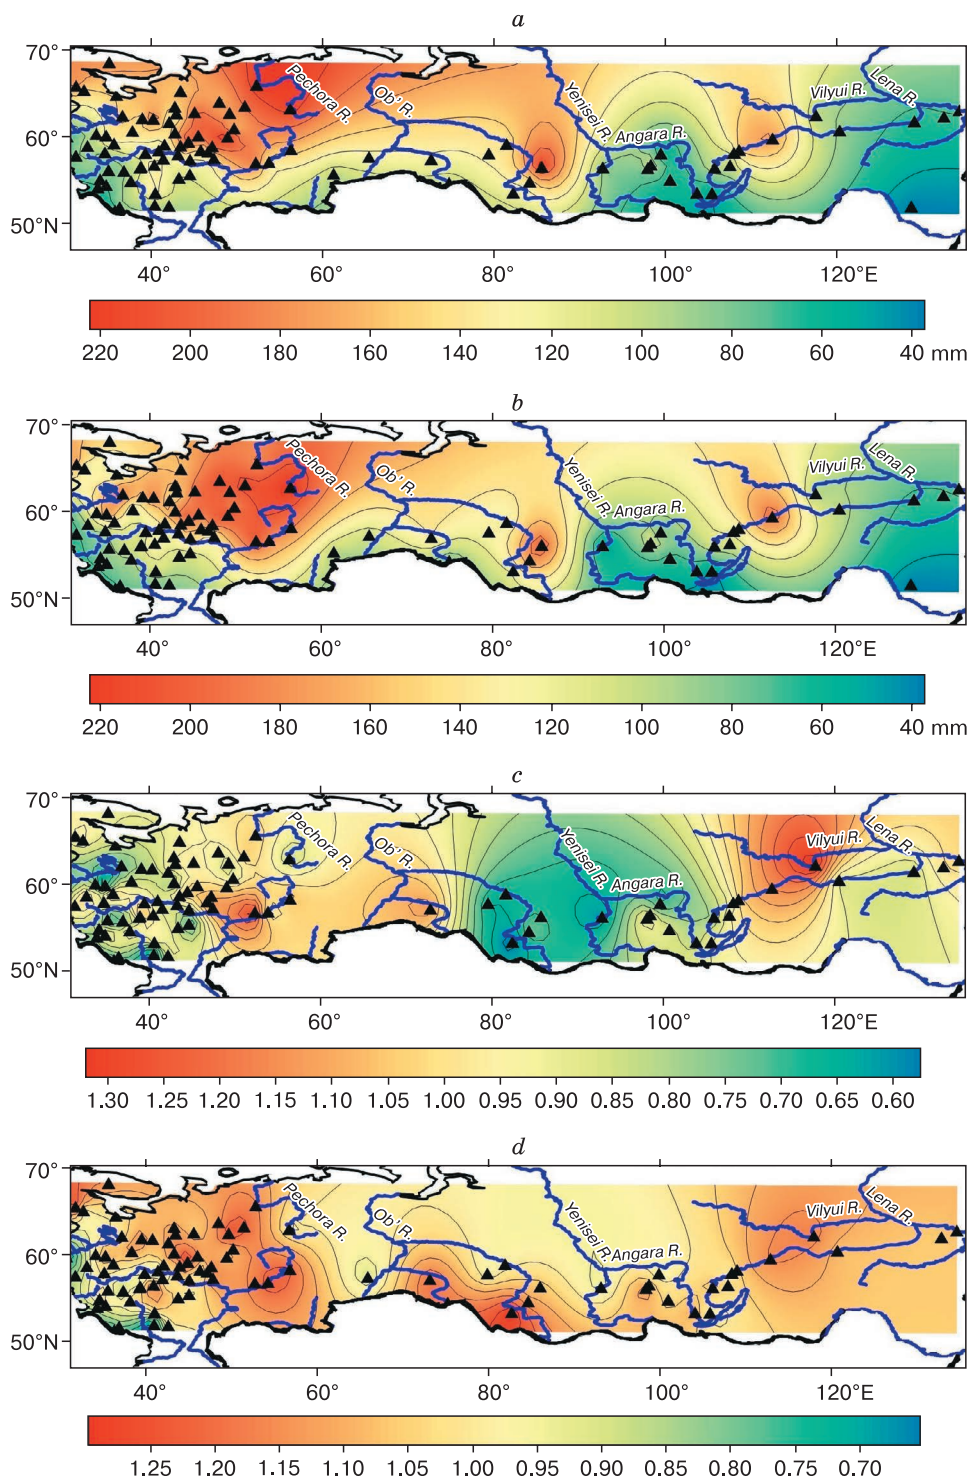 a
70°
60°
50°N
Pechora R.
Ob' R.
Yenisei R.
Angara R.
Vilyui R.
Lena R.
40° 60° 80° 100° 120°E
220 200 180 160 140 120 100 80 60 40 mm
b
70°
60°
50°N
Pechora R.
Ob' R.
Yenisei R.
Angara R.
Vilyui R.
Lena R.
40° 60° 80° 100° 120°E
220 200 180 160 140 120 100 80 60 40 mm
c
70°
60°
50°N
Pechora R.
Ob' R.
Yenisei R.
Angara R.
Vilyui R.
Lena R.
40° 60° 80° 100° 120°E
1.30 1.25 1.20 1.15 1.10 1.05 1.00 0.95 0.90 0.85 0.80 0.75 0.70 0.65 0.60
d
70°
60°
50°N
Pechora R.
Ob' R.
Yenisei R.
Angara R.
Vilyui R.
Lena R.
40° 60° 80° 100° 120°E
1.25 1.20 1.15 1.10 1.05 1.00 0.95 0.90 0.85 0.80 0.75 0.70